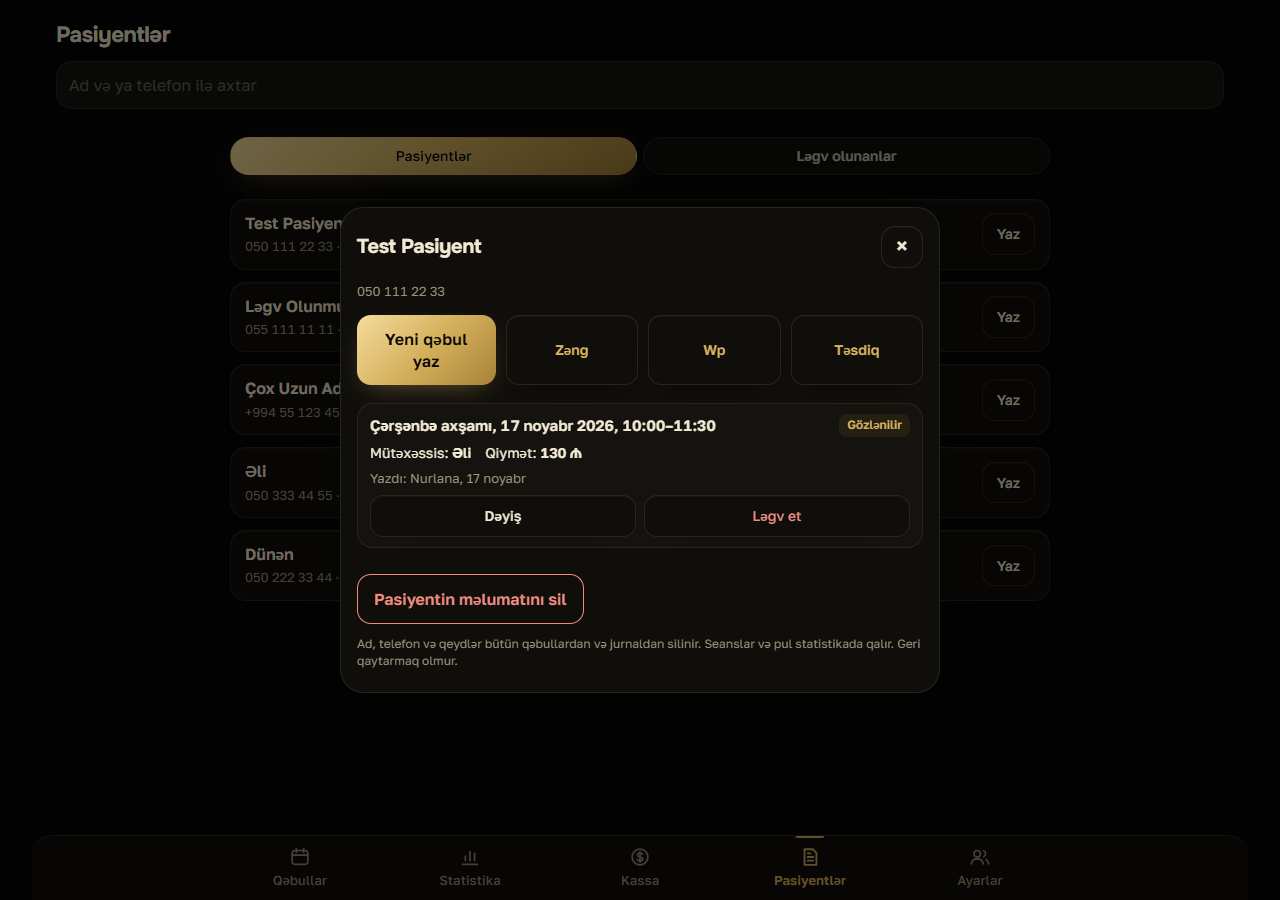 Pasiyentlər
Ad və ya telefon ilə axtar
Pasiyentlər
Ləgv olunanlar
Test Pasiyen
050 111 22 33
Yaz
Ləgv Olunmu
055 111 11 11
Yaz
Çox Uzun Ad
+994 55 123 45
Yaz
Əli
050 333 44 55
Yaz
Dünən
050 222 33 44
Yaz
Test Pasiyent
×
050 111 22 33
Yeni qəbul
yaz
Zəng
Wp
Təsdiq
Çərşənbə axşamı, 17 noyabr 2026, 10:00–11:30
Gözlənilir
Mütəxəssis: Əli Qiymət: 130 ₼
Yazdı: Nurlana, 17 noyabr
Dəyiş
Ləgv et
Pasiyentin məlumatını sil
Ad, telefon və qeydlər bütün qəbullardan və jurnaldan silinir. Seanslar və pul statistikada qalır. Geri
qaytarmaq olmur.
Qəbullar
Statistika
Kassa
Pasiyentlər
Ayarlar